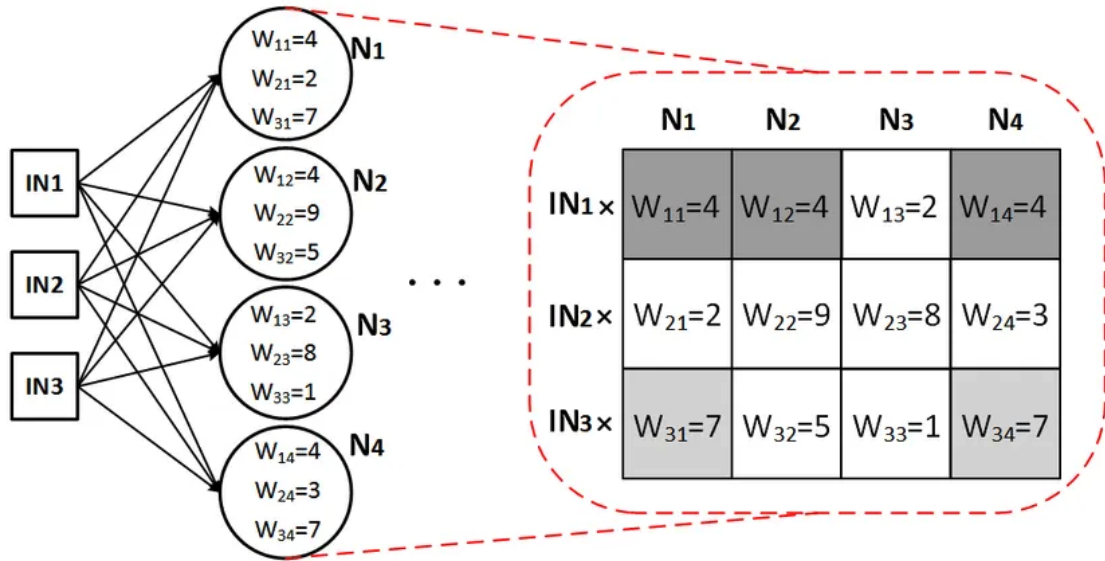 W11=4
W21=2
W31=7
N1
W12=4
W22=9
W32=5
N2
W13=2
W23=8
W33=1
N3
W14=4
W24=3
W34=7
N4
IN1
IN2
IN3
. . .
N1 N2 N3 N4
IN1× W11=4 W12=4 W13=2 W14=4
IN2× W21=2 W22=9 W23=8 W24=3
IN3× W31=7 W32=5 W33=1 W34=7